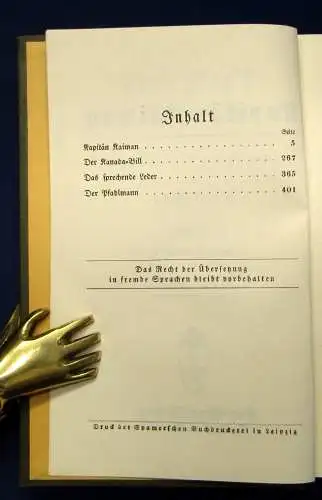 Inhalt
Seite
Kapitän Kaiman . . . . . . . . . . . . . . . . 5
Der Kanada-Bill . . . . . . . . . . . . . . . 267
Das sprechende Leder . . . . . . . . . . . . . 365
Der Pfahlmann . . . . . . . . . . . . . . . . 401
Das Recht der Übersetzung
in fremde Sprachen bleibt vorbehalten
Druck der Spamerschen Buchdruckerei in Leipzig